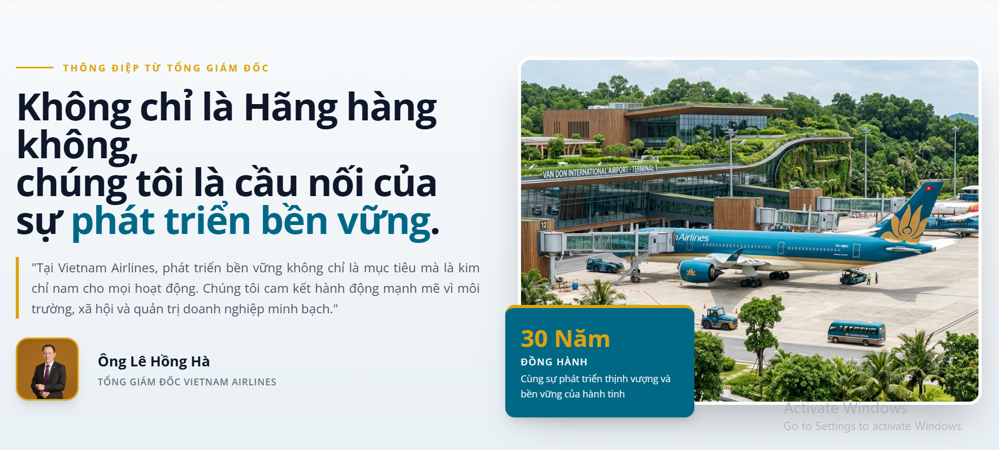 THÔNG ĐIỆP TỪ TỔNG GIÁM ĐỐC
Không chỉ là Hãng hàng
không,
chúng tôi là cầu nối của
sự phát triển bền vững.
"Tại Vietnam Airlines, phát triển bền vững không chỉ là mục tiêu mà là kim
chỉ nam cho mọi hoạt động. Chúng tôi cam kết hành động mạnh mẽ vì môi
trường, xã hội và quản trị doanh nghiệp minh bạch."
Ông Lê Hồng Hà
TỔNG GIÁM ĐỐC VIETNAM AIRLINES
VAN DON INTERNATIONAL AIRPORT - TERMINAL 1
12
Airlines
30 Năm
ĐỒNG HÀNH
Cùng sự phát triển thịnh vượng và
bền vững của hành tinh
Activate Windows
Go to Settings to activate Windows.